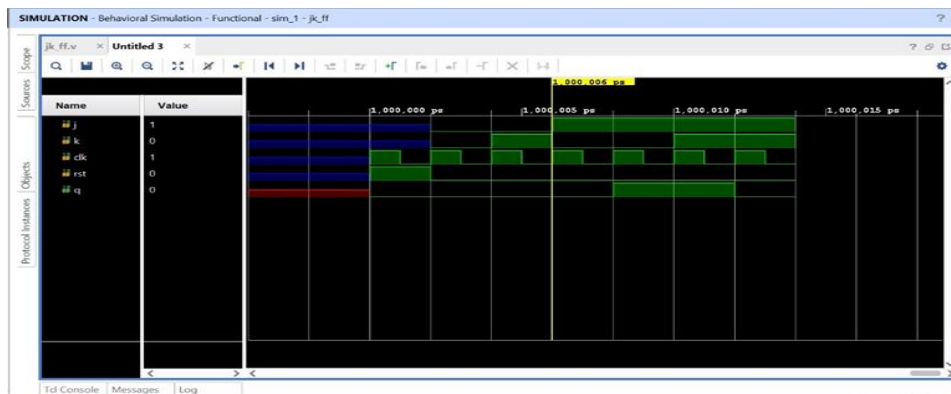 SIMULATION - Behavioral Simulation - Functional - sim_1 - jk_ff ?
jk_ff.v × Untitled 3 × ?
Scope
Sources
Objects
Protocol Instances
1,000,006 ps
Name Value
1,000,000 ps 1,000,005 ps 1,000,010 ps 1,000,015 ps
j 1
k 0
clk 1
rst 0
q 0
Tcl Console Messages Log